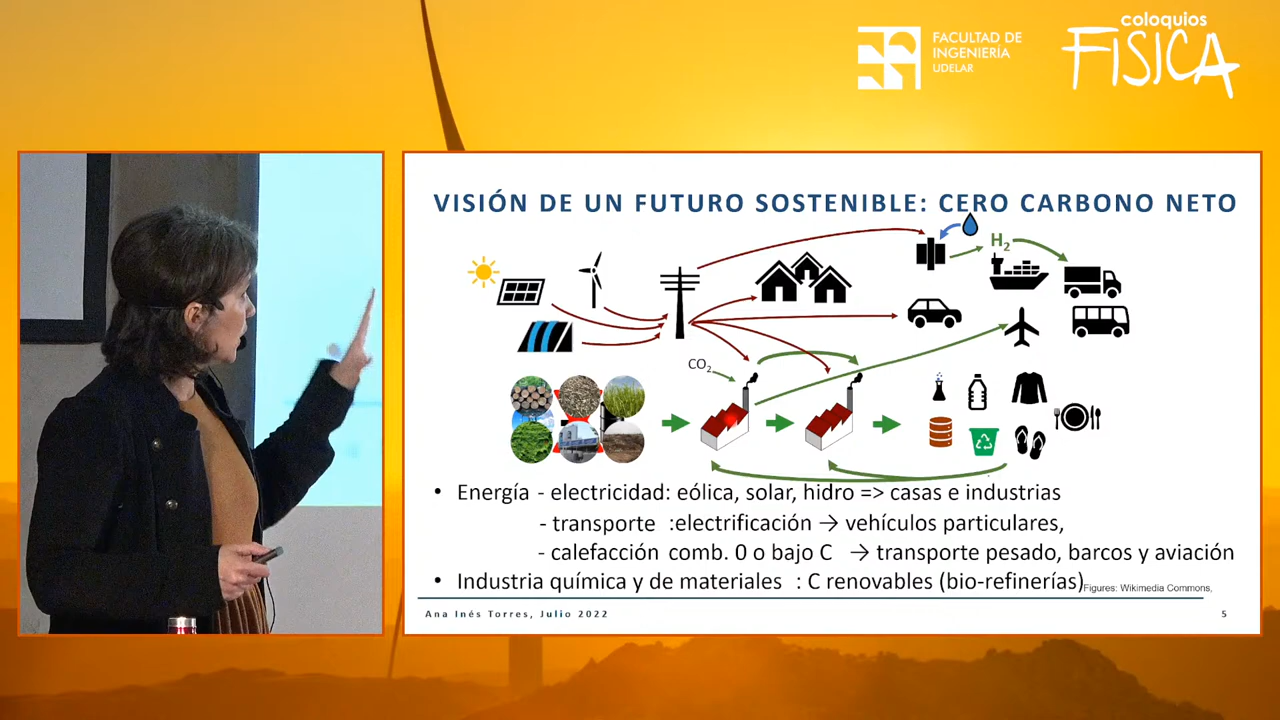 coloquios
FISICA
FACULTAD DE
INGENIERÍA
UDELAR
VISIÓN DE UN FUTURO SOSTENIBLE: CERO CARBONO NETO
H2
CO2
• Energía - electricidad: eólica, solar, hidro => casas e industrias
- transporte :electrificación → vehículos particulares,
- calefacción comb. 0 o bajo C → transporte pesado, barcos y aviación
• Industria química y de materiales : C renovables (bio-refinerías)
Figures: Wikimedia Commons,
Ana Inés Torres, Julio 2022
5